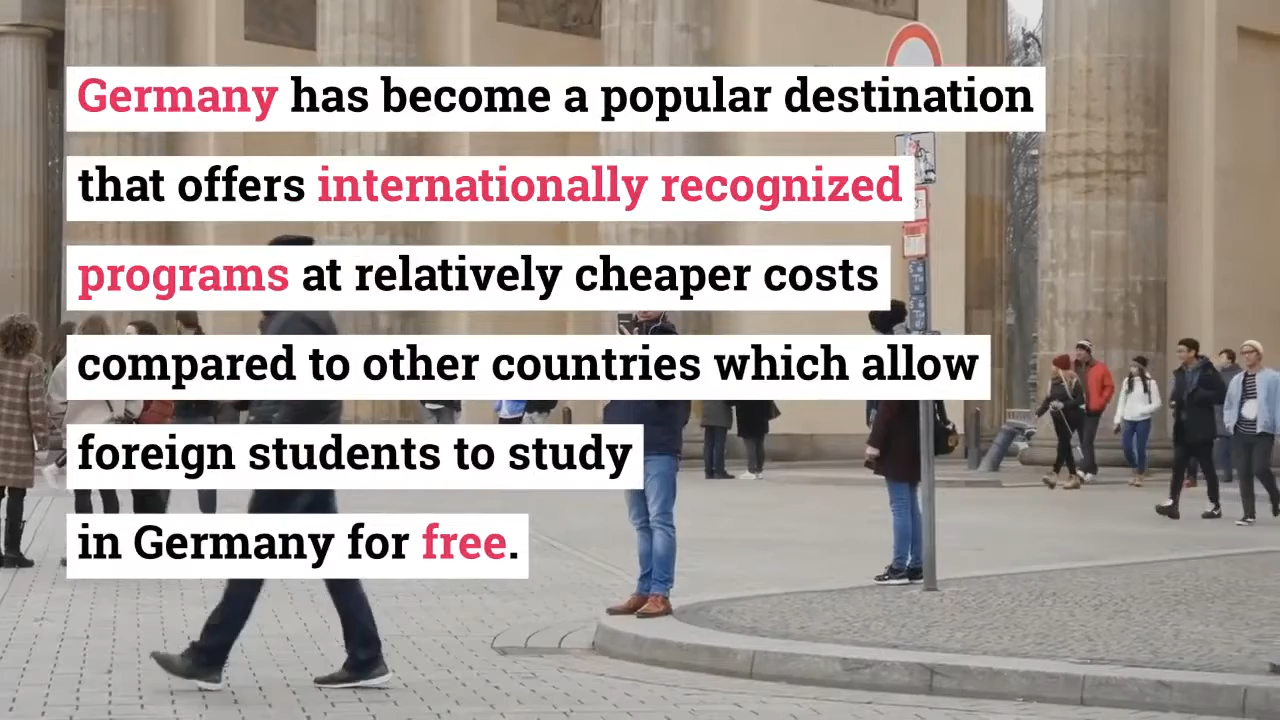 Germany has become a popular destination
that offers internationally recognized
programs at relatively cheaper costs
compared to other countries which allow
foreign students to study
in Germany for free.